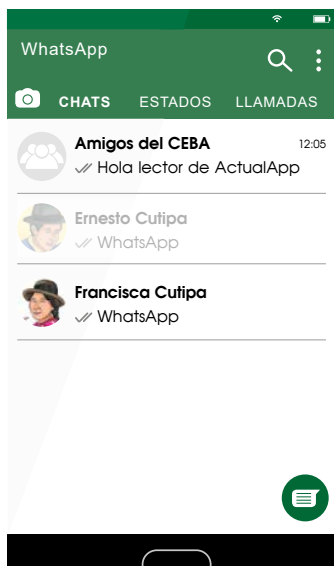 WhatsApp
CHATS ESTADOS LLAMADAS
Amigos del CEBA 12:05
Hola lector de ActualApp
Ernesto Cutipa
WhatsApp
Francisca Cutipa
WhatsApp